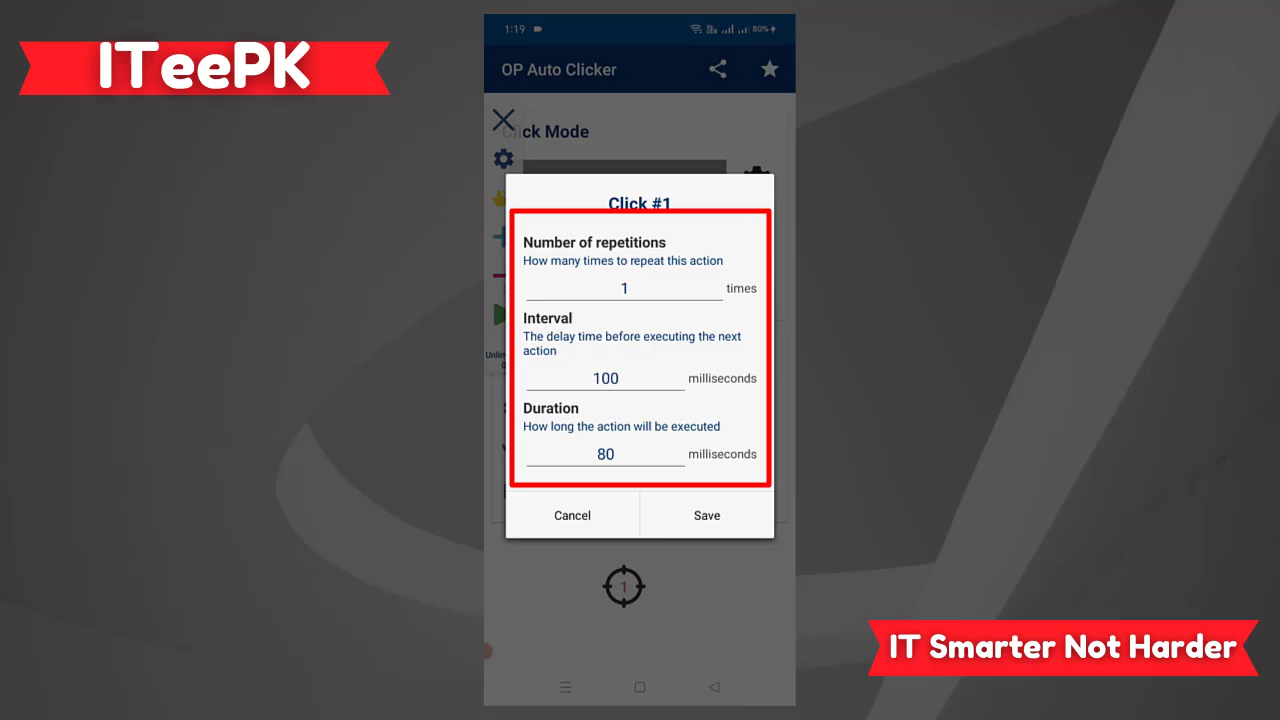 ITeePK
1:19
80%
OP Auto Clicker
Click Mode
Click #1
Number of repetitions
How many times to repeat this action
1 times
Interval
The delay time before executing the next
action
100 milliseconds
Duration
How long the action will be executed
80 milliseconds
Cancel Save
1
IT Smarter Not Harder